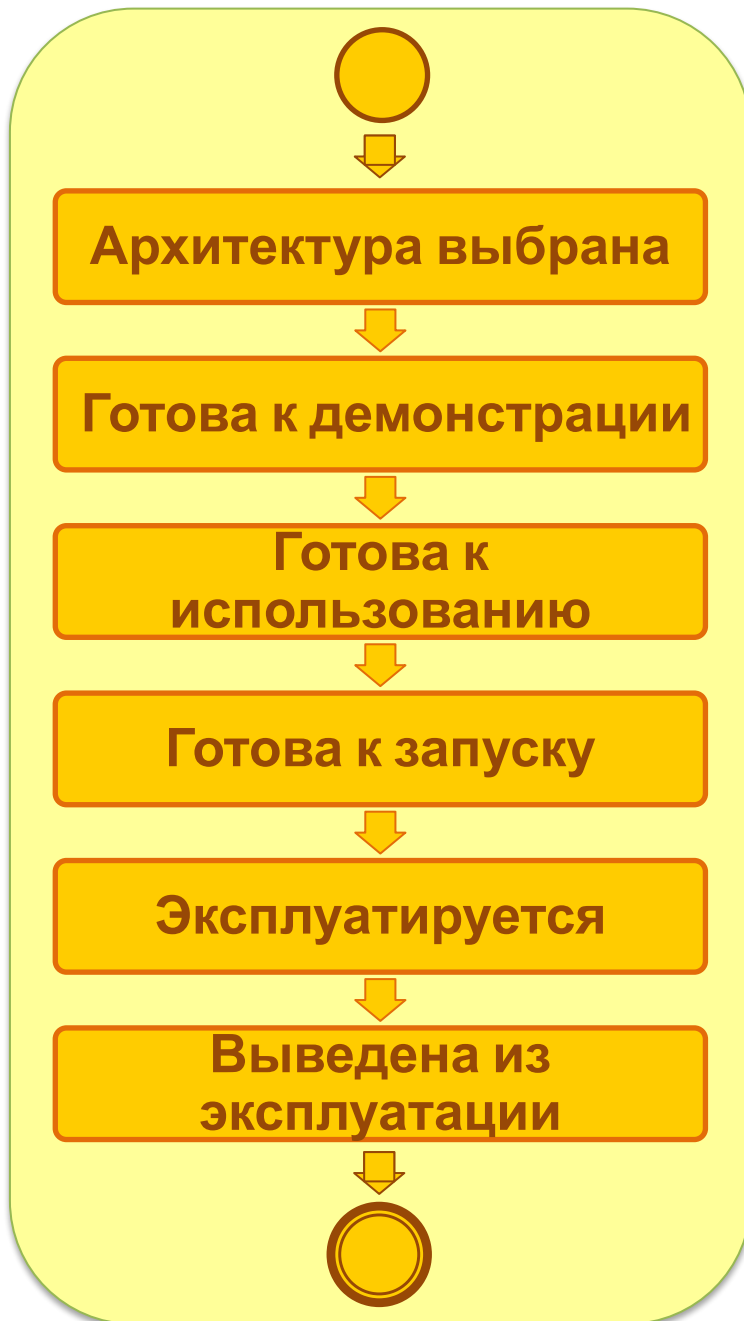 Архитектура выбрана
Готова к демонстрации
Готова к
использованию
Готова к запуску
Эксплуатируется
Выведена из
эксплуатации